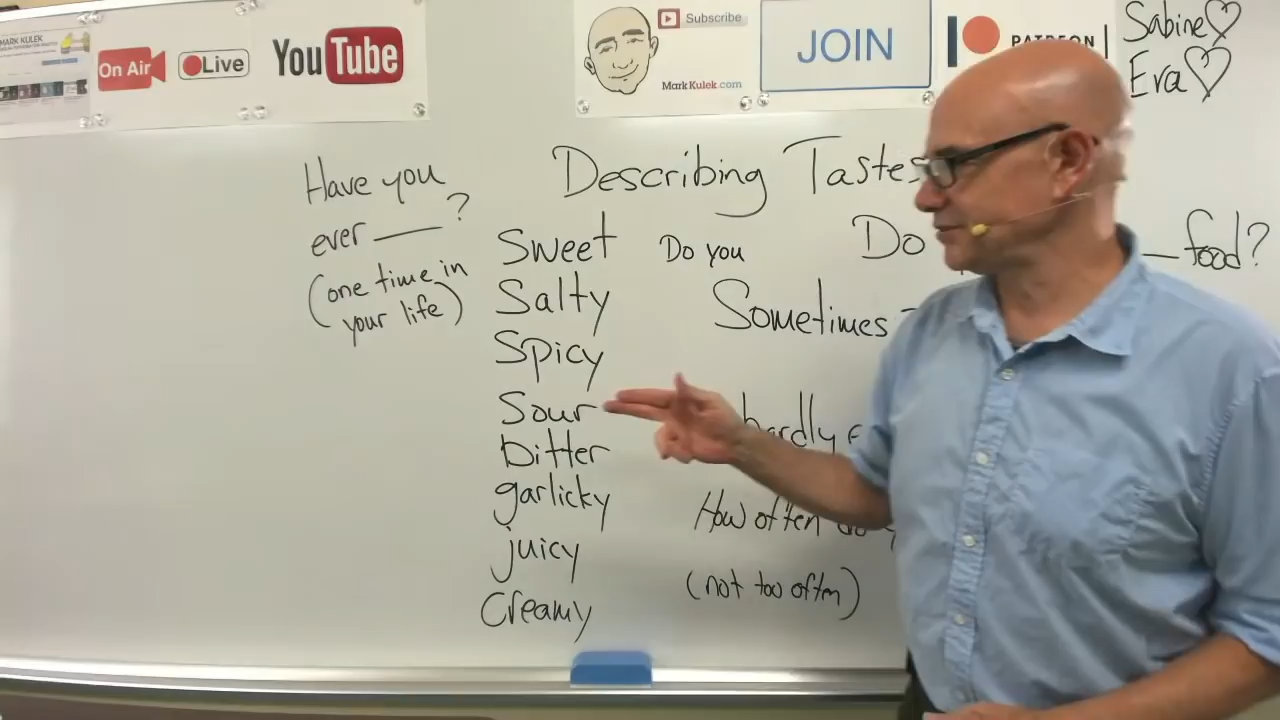 MARK KULEK
On Air
Live
YouTube
Subscribe
MarkKulek.com
JOIN
PATREON
Sabine♡
Eva♡
Describing Tastes
Have you
ever ____?
(one time in
your life)
Sweet
Salty
Spicy
Sour
Bitter
garlicky
juicy
Creamy
Do you
Do ____ food?
Sometimes
hardly e
How often do y
(not too often)